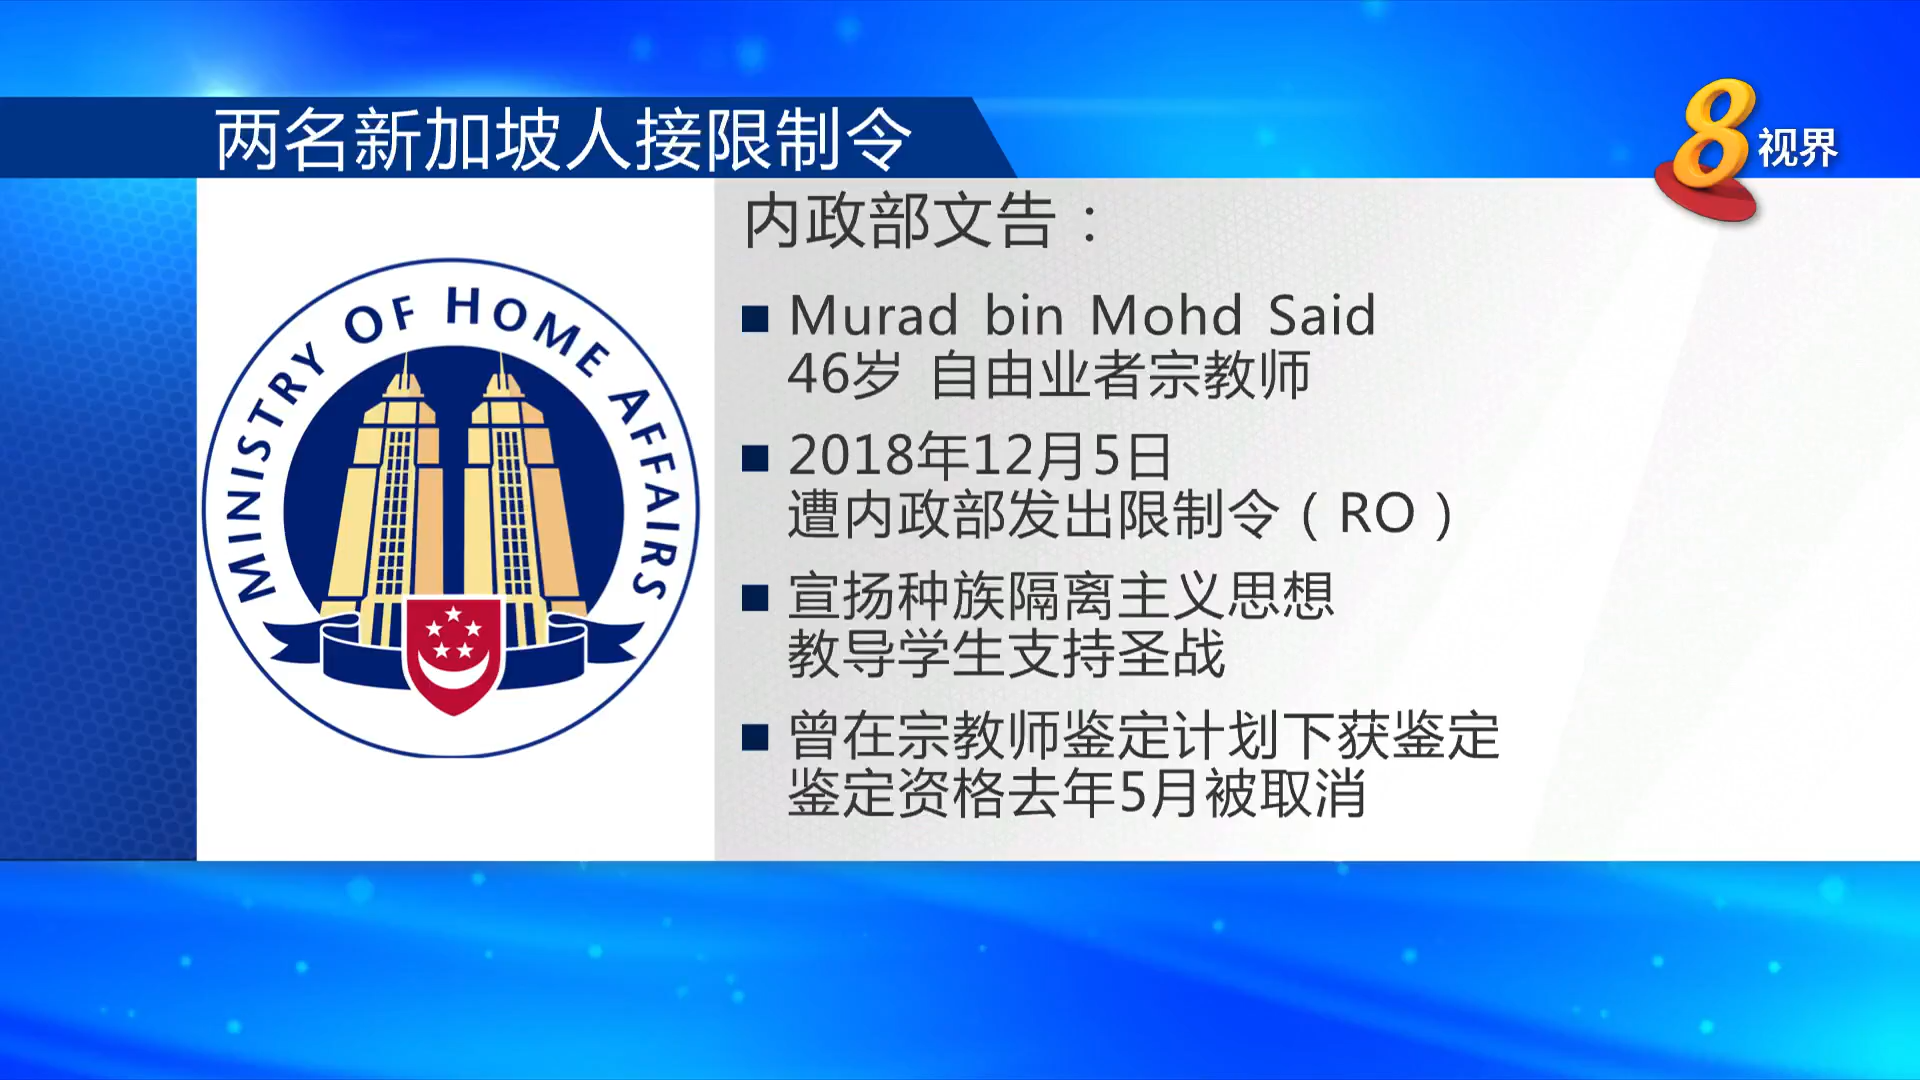 两名新加坡人接限制令
8视界
MINISTRY OF HOME AFFAIRS
内政部文告：
Murad bin Mohd Said
46岁 自由业者宗教师
2018年12月5日
遭内政部发出限制令（RO）
宣扬种族隔离主义思想
教导学生支持圣战
曾在宗教师鉴定计划下获鉴定
鉴定资格去年5月被取消